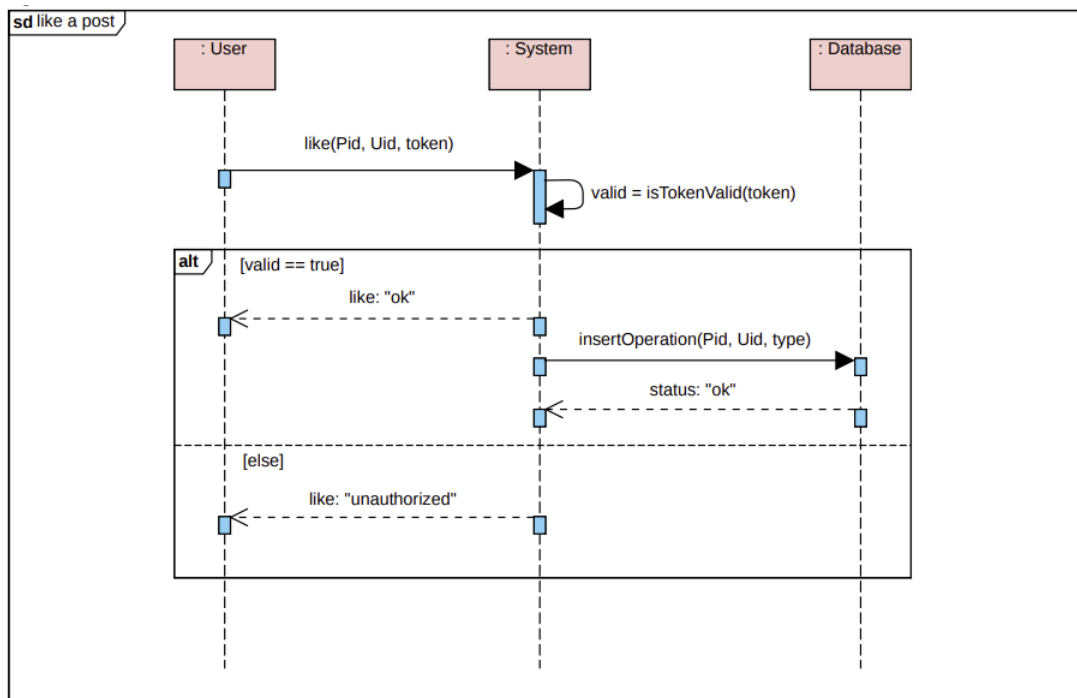 sd like a post
: User
: System
: Database
like(Pid, Uid, token)
valid = isTokenValid(token)
alt
[valid == true]
like: "ok"
insertOperation(Pid, Uid, type)
status: "ok"
[else]
like: "unauthorized"